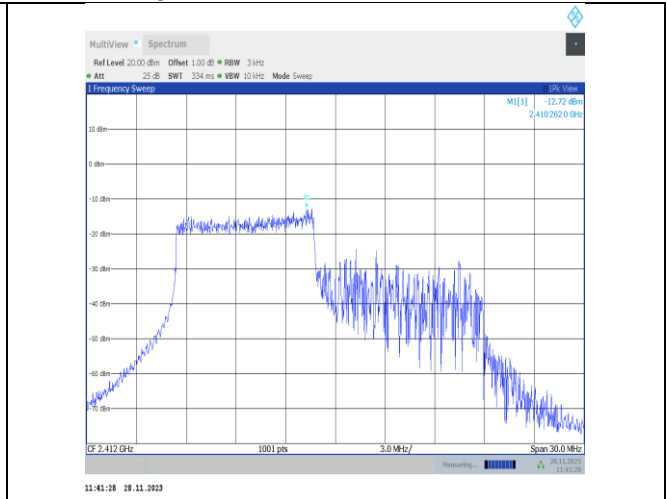 MultiView Spectrum
Ref Level 20.00 dBm Offset 1.00 dB RBW 3 kHz
Att 25 dB SWT 334 ms VBW 10 kHz Mode Sweep
1 Frequency Sweep 1Pk View
M1[1] -12.72 dBm
2.410 262 0 GHz
10 dBm
0 dBm
-10 dBm
-20 dBm
-30 dBm
-40 dBm
-50 dBm
-60 dBm
-70 dBm
CF 2.412 GHz 1001 pts 3.0 MHz/ Span 30.0 MHz
Measuring... 28.11.2023
11:41:28
11:41:28 28.11.2023